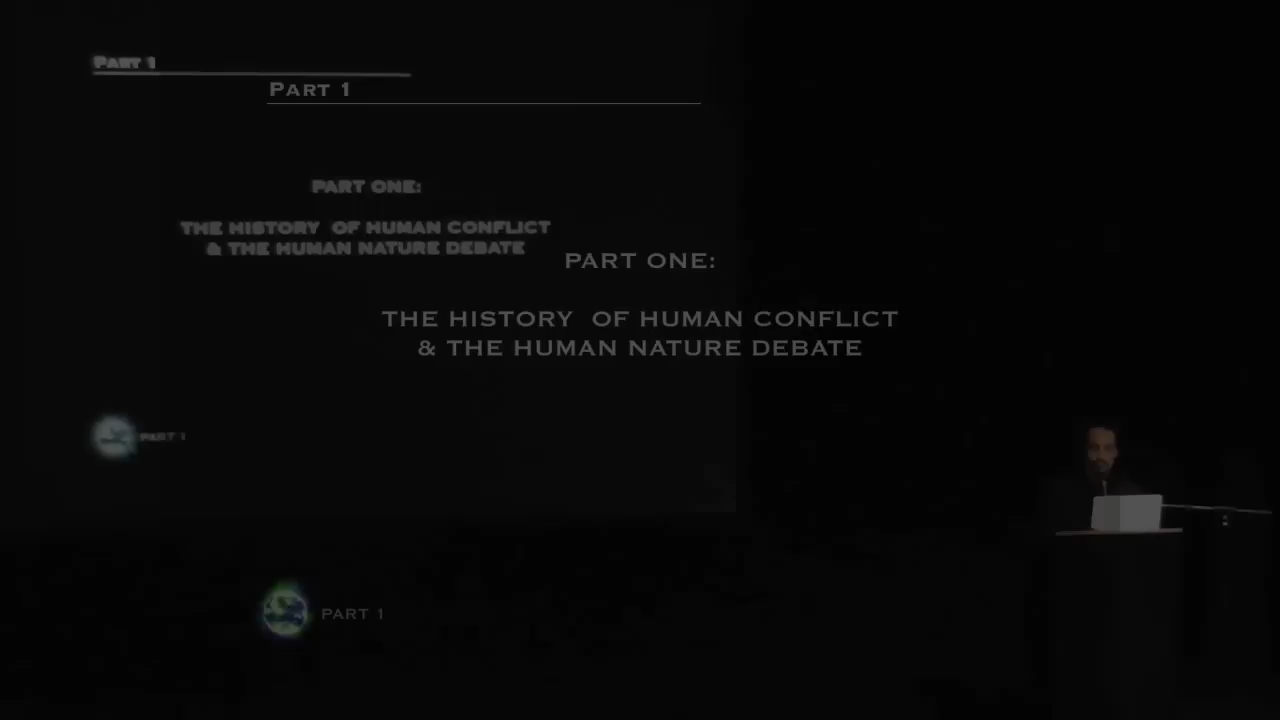 PART 1
PART 1
PART ONE:
THE HISTORY OF HUMAN CONFLICT
& THE HUMAN NATURE DEBATE
PART ONE:
THE HISTORY OF HUMAN CONFLICT
& THE HUMAN NATURE DEBATE
PART 1
PART 1